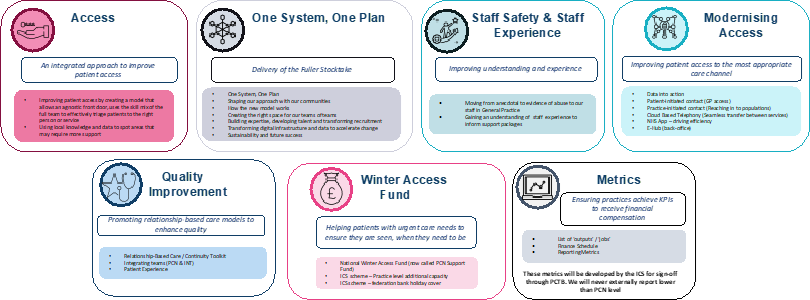 Access
An integrated approach to improve
patient access
• Improving patient access by creating a model that
allows an agnostic front door, uses the skill mix of the
full team to effectively triage patients to the right
person or service
• Using local knowledge and data to spot areas that
may require more support
One System, One Plan
Delivery of the Fuller Stocktake
• One System, One Plan
• Shaping our approach with our communities
• How the new model works
• Creating the right space for our teams of teams
• Building expertise, developing talent and transforming recruitment
• Transforming digital infrastructure and data to accelerate change
• Sustainability and future success
Staff Safety & Staff
Experience
Improving understanding and experience
• Moving from anecdotal to evidence of abuse to our
staff in General Practice
• Gaining an understanding of staff experience to
inform support packages
Modernising
Access
Improving patient access to the most appropriate
care channel
• Data into action
• Patient-initiated contact (GP access)
• Practice-initiated contact (Reaching in to populations)
• Cloud Based Telephony (Seamless transfer between services)
• NHS App – driving efficiency
• E-Hub (back-office)
Quality
Improvement
Promoting relationship-based care models to
enhance quality
• Relationship-Based Care / Continuity Toolkit
• Integrating teams (PCN & INT)
• Patient Experience
Winter Access
Fund
Helping patients with urgent care needs to
ensure they are seen, when they need to be
• National Winter Access Fund (now called PCN Support
Fund)
• ICS scheme – Practice level additional capacity
• ICS scheme – federation bank holiday cover
Metrics
Ensuring practices achieve KPIs
to receive financial
compensation
• list of 'outputs' / 'jobs'
• Finance Schedule
• Reporting Metrics
These metrics will be developed by the ICS for sign-off
through PCTB. We will never externally report lower
than PCN level